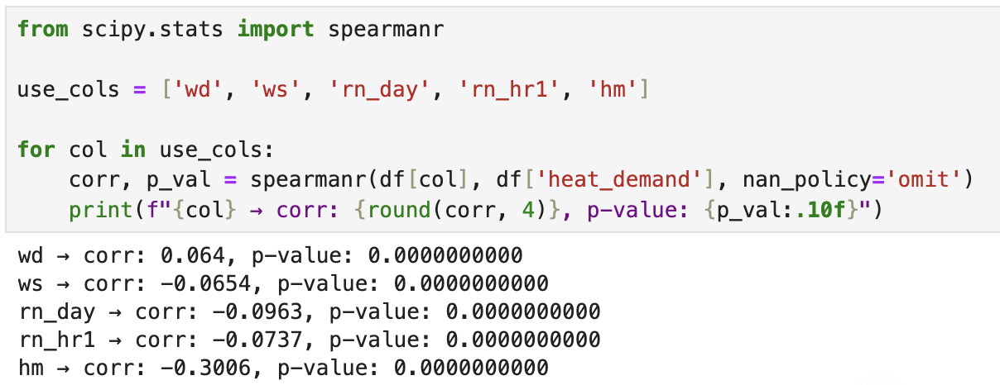 from scipy.stats import spearmanr
use_cols = ['wd', 'ws', 'rn_day', 'rn_hr1', 'hm']
for col in use_cols:
    corr, p_val = spearmanr(df[col], df['heat_demand'], nan_policy='omit')
    print(f"{col} → corr: {round(corr, 4)}, p-value: {p_val:.10f}")
wd → corr: 0.064, p-value: 0.0000000000
ws → corr: -0.0654, p-value: 0.0000000000
rn_day → corr: -0.0963, p-value: 0.0000000000
rn_hr1 → corr: -0.0737, p-value: 0.0000000000
hm → corr: -0.3006, p-value: 0.0000000000